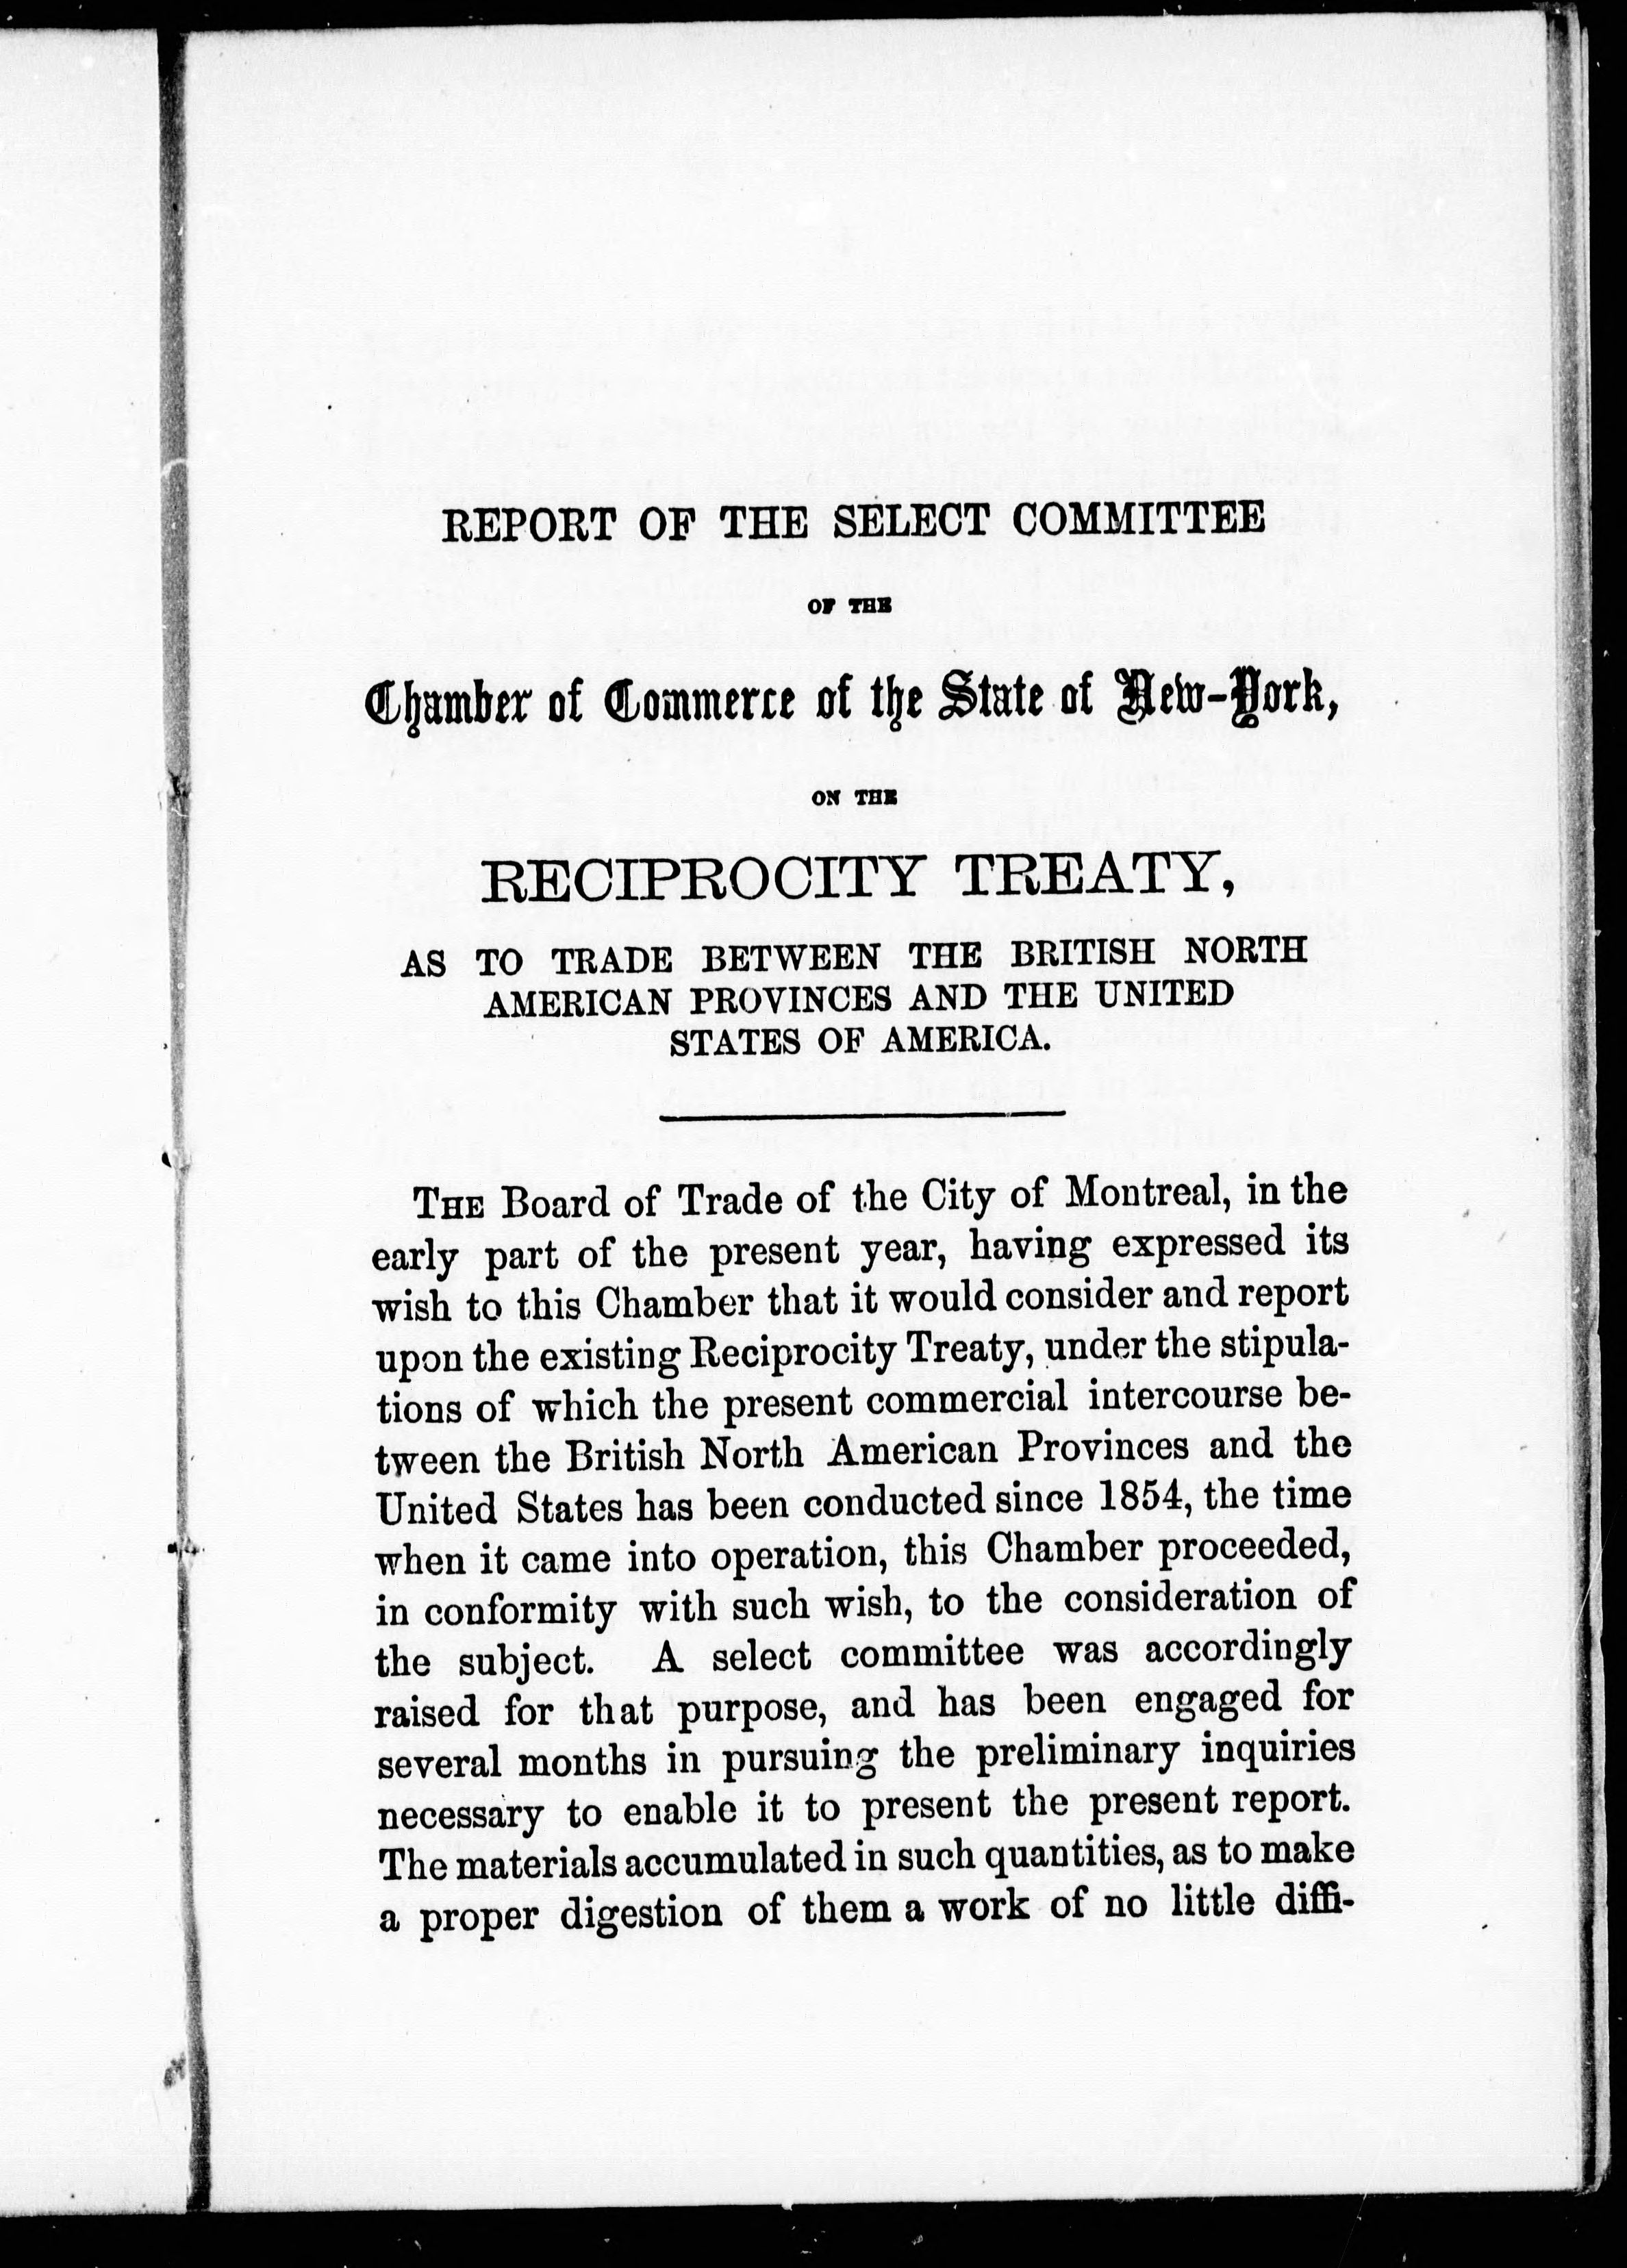 REPORT OF THE SELECT COMMITTEE
OF THE
Chamber of Commerce of the State of New-York,
ON THE
RECIPROCITY TREATY,
AS TO TRADE BETWEEN THE BRITISH NORTH
AMERICAN PROVINCES AND THE UNITED
STATES OF AMERICA.
THE Board of Trade of the City of Montreal, in the
early part of the present year, having expressed its
wish to this Chamber that it would consider and report
upon the existing Reciprocity Treaty, under the stipula-
tions of which the present commercial intercourse be-
tween the British North American Provinces and the
United States has been conducted since 1854, the time
when it came into operation, this Chamber proceeded,
in conformity with such wish, to the consideration of
the subject. A select committee was accordingly
raised for that purpose, and has been engaged for
several months in pursuing the preliminary inquiries
necessary to enable it to present the present report.
The materials accumulated in such quantities, as to make
a proper digestion of them a work of no little diffi-